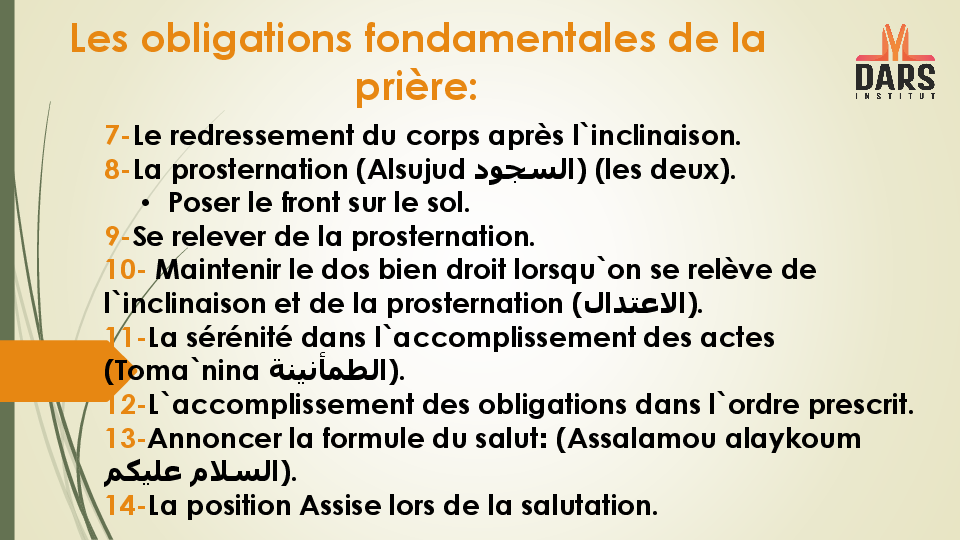 Les obligations fondamentales de la
prière:
DARS
INSTITUT
7-Le redressement du corps après l`inclinaison.
8-La prosternation (Alsujud السجود) (les deux).
• Poser le front sur le sol.
9-Se relever de la prosternation.
10- Maintenir le dos bien droit lorsqu`on se relève de
l`inclinaison et de la prosternation (الاعتدال).
11-La sérénité dans l`accomplissement des actes
(Toma`nina الطمأنينة).
12-L`accomplissement des obligations dans l`ordre prescrit.
13-Annoncer la formule du salut: (Assalamou alaykoum
السلام عليكم).
14-La position Assise lors de la salutation.